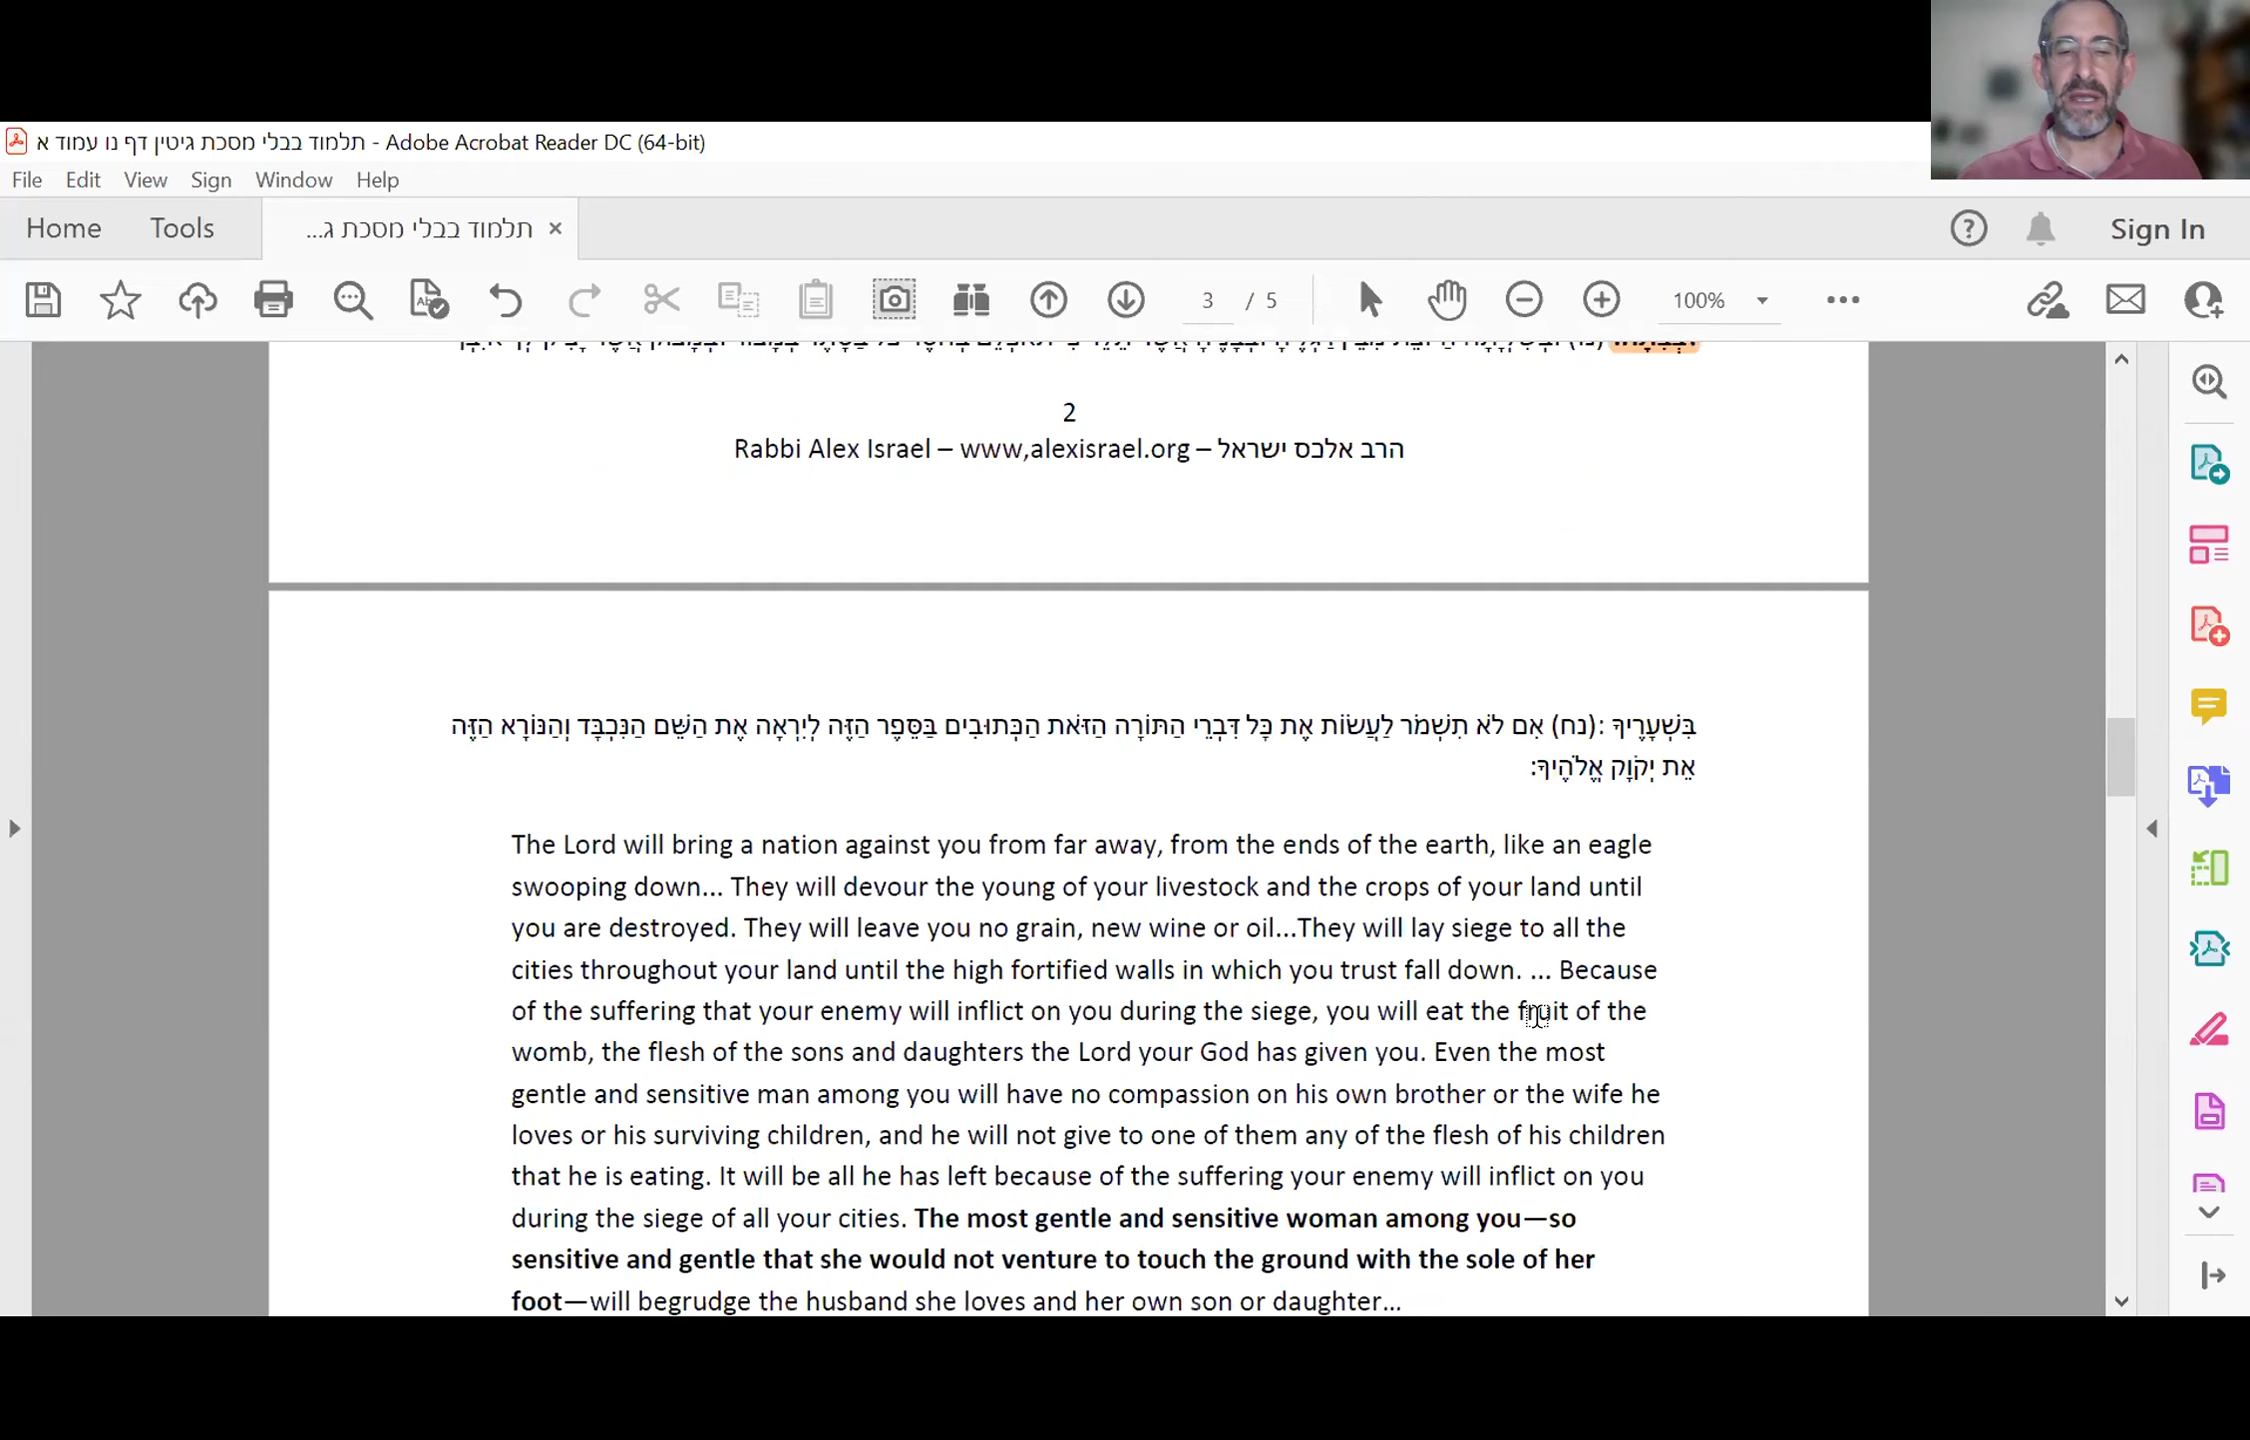 תלמוד בבלי מסכת גיטין דף נו עמוד א - Adobe Acrobat Reader DC (64-bit)
File Edit View Sign Window Help
Home Tools תלמוד בבלי מסכת ג... × Sign In
3 / 5 100%
2
Rabbi Alex Israel – www,alexisrael.org – הרב אלכס ישראל
בִּשְׁעָרֶיךָ :(נח) אִם לֹא תִשְׁמֹר לַעֲשׂוֹת אֶת כָּל דִּבְרֵי הַתּוֹרָה הַזֹּאת הַכְּתוּבִים בַּסֵּפֶר הַזֶּה לְיִרְאָה אֶת הַשֵּׁם הַנִּכְבָּד וְהַנּוֹרָא הַזֶּה
אֵת יְקֹוָק אֱלֹהֶיךָ:
The Lord will bring a nation against you from far away, from the ends of the earth, like an eagle
swooping down... They will devour the young of your livestock and the crops of your land until
you are destroyed. They will leave you no grain, new wine or oil...They will lay siege to all the
cities throughout your land until the high fortified walls in which you trust fall down. ... Because
of the suffering that your enemy will inflict on you during the siege, you will eat the fruit of the
womb, the flesh of the sons and daughters the Lord your God has given you. Even the most
gentle and sensitive man among you will have no compassion on his own brother or the wife he
loves or his surviving children, and he will not give to one of them any of the flesh of his children
that he is eating. It will be all he has left because of the suffering your enemy will inflict on you
during the siege of all your cities. The most gentle and sensitive woman among you—so
sensitive and gentle that she would not venture to touch the ground with the sole of her
foot—will begrudge the husband she loves and her own son or daughter...